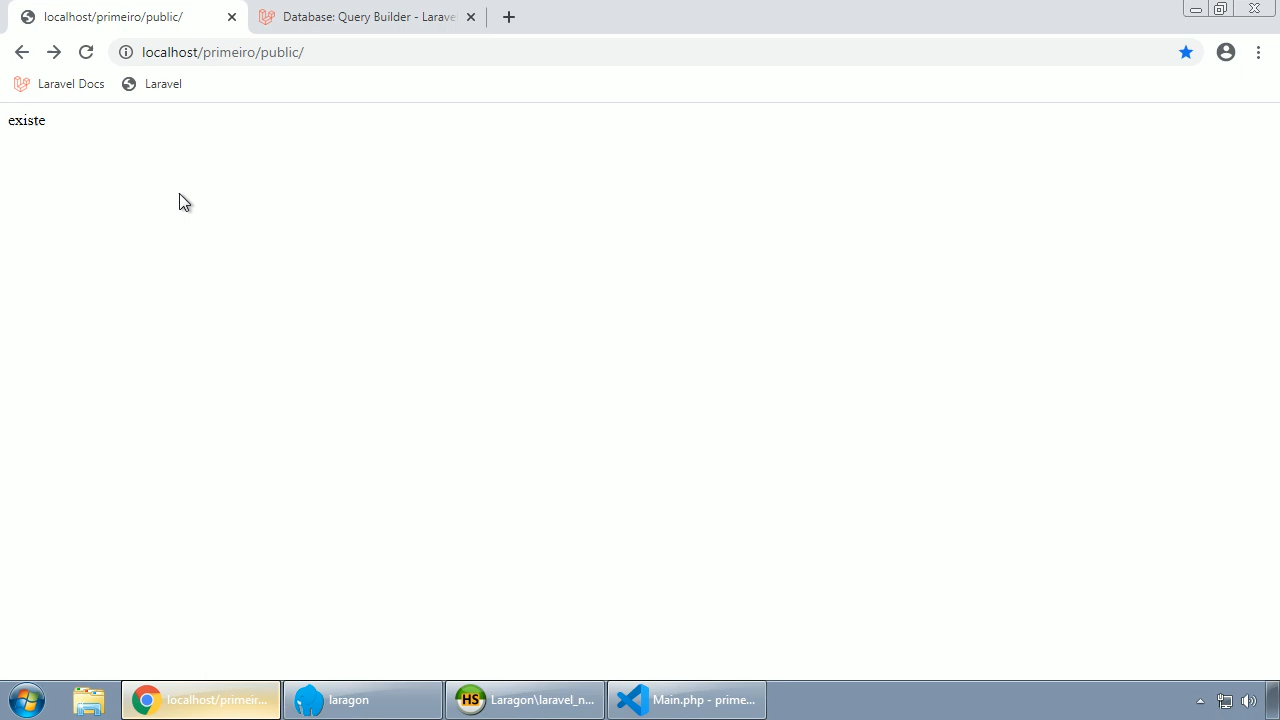 localhost/primeiro/public/
Database: Query Builder - Larave
localhost/primeiro/public/
Laravel Docs
Laravel
existe
localhost/primeir...
laragon
HS
Laragon\laravel_n...
Main.php - prime...